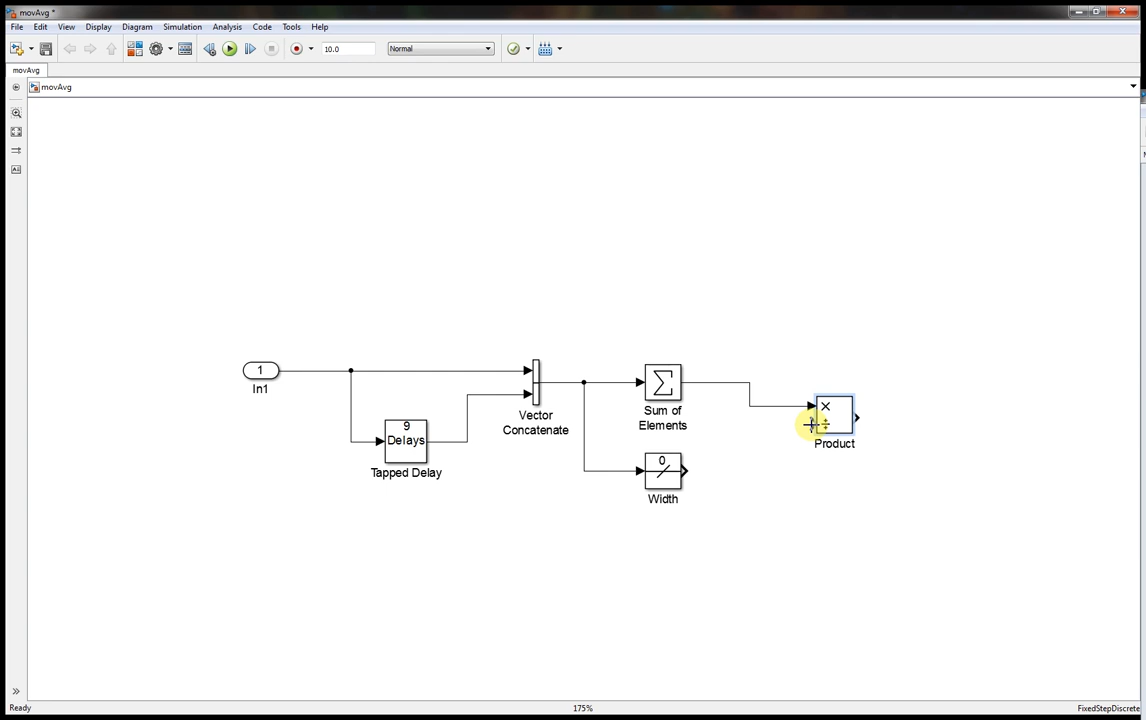 movAvg *
File Edit View Display Diagram Simulation Analysis Code Tools Help
10.0 Normal
movAvg
movAvg
1
In1
9
Delays
Tapped Delay
Vector
Concatenate
Sum of
Elements
0
Width
×
÷
Product
Ready 175% FixedStepDiscrete